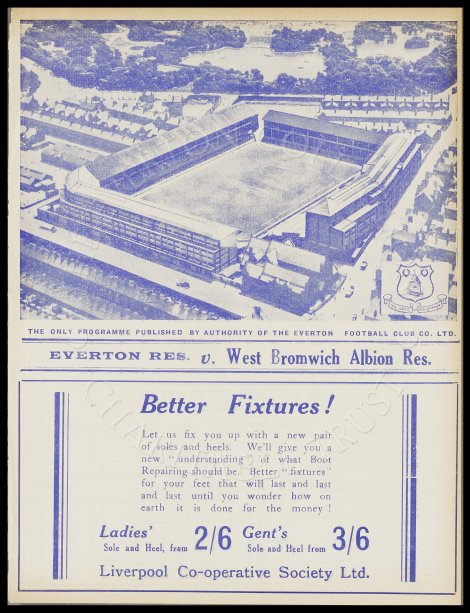 THE ONLY PROGRAMME PUBLISHED BY AUTHORITY OF THE EVERTON FOOTBALL CLUB CO. LTD.
EVERTON RES. v. West Bromwich Albion Res.
Better Fixtures!
Let us fix you up with a new pair
of soles and heels. We'll give you a
new "understanding" of what Boot
Repairing should be. Better "fixtures"
for your feet that will last and last
and last until you wonder how on
earth it is done for the money!
Ladies' 2/6 Gent's 3/6
Sole and Heel, from Sole and Heel from
Liverpool Co-operative Society Ltd.